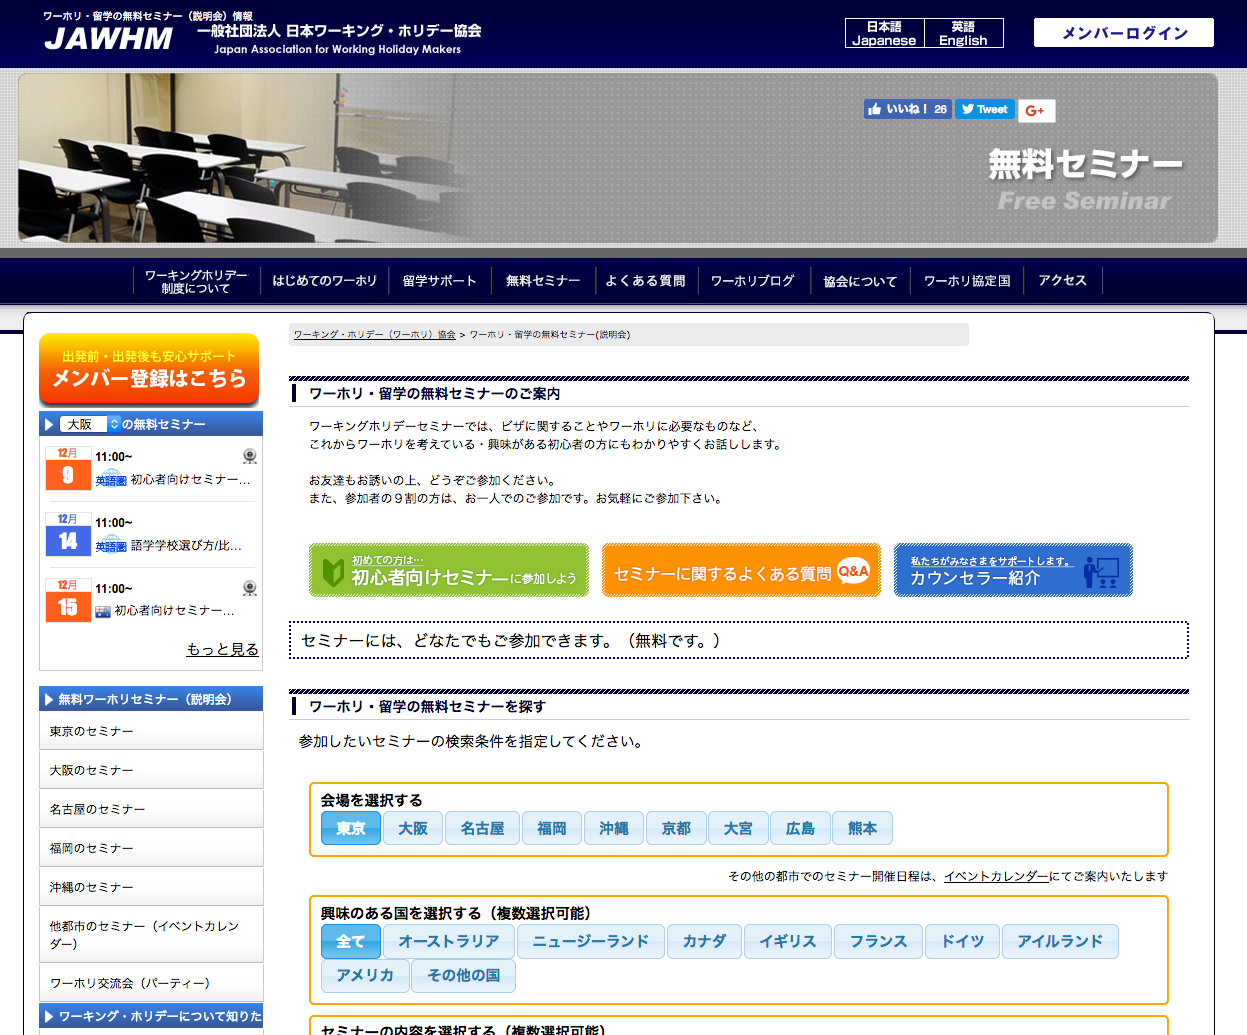 ワーホリ・留学の無料セミナー（説明会）情報
JAWHM
一般社団法人 日本ワーキング・ホリデー協会
Japan Association for Working Holiday Makers
日本語
Japanese
英語
English
メンバーログイン
いいね！ 26
Tweet
G+
無料セミナー
Free Seminar
ワーキングホリデー
制度について
はじめてのワーホリ
留学サポート
無料セミナー
よくある質問
ワーホリブログ
協会について
ワーホリ協定国
アクセス
ワーキング・ホリデー（ワーホリ）協会 > ワーホリ・留学の無料セミナー(説明会)
出発前・出発後も安心サポート
メンバー登録はこちら
大阪 の無料セミナー
12月
9
11:00~
英語圏 初心者向けセミナー…
12月
14
11:00~
英語圏 語学学校選び方/比…
12月
15
11:00~
初心者向けセミナー…
もっと見る
無料ワーホリセミナー（説明会）
東京のセミナー
大阪のセミナー
名古屋のセミナー
福岡のセミナー
沖縄のセミナー
他都市のセミナー（イベントカレン
ダー）
ワーホリ交流会（パーティー）
ワーキング・ホリデーについて知りた
ワーホリ・留学の無料セミナーのご案内
ワーキングホリデーセミナーでは、ビザに関することやワーホリに必要なものなど、
これからワーホリを考えている・興味がある初心者の方にもわかりやすくお話しします。
お友達もお誘いの上、どうぞご参加ください。
また、参加者の９割の方は、お一人でのご参加です。お気軽にご参加下さい。
初めての方は…
初心者向けセミナーに参加しよう
セミナーに関するよくある質問 Q&A
私たちがみなさまをサポートします。
カウンセラー紹介
セミナーには、どなたでもご参加できます。（無料です。）
ワーホリ・留学の無料セミナーを探す
参加したいセミナーの検索条件を指定してください。
会場を選択する
東京 大阪 名古屋 福岡 沖縄 京都 大宮 広島 熊本
その他の都市でのセミナー開催日程は、イベントカレンダーにてご案内いたします
興味のある国を選択する（複数選択可能）
全て オーストラリア ニュージーランド カナダ イギリス フランス ドイツ アイルランド
アメリカ その他の国
セミナーの内容を選択する（複数選択可能）